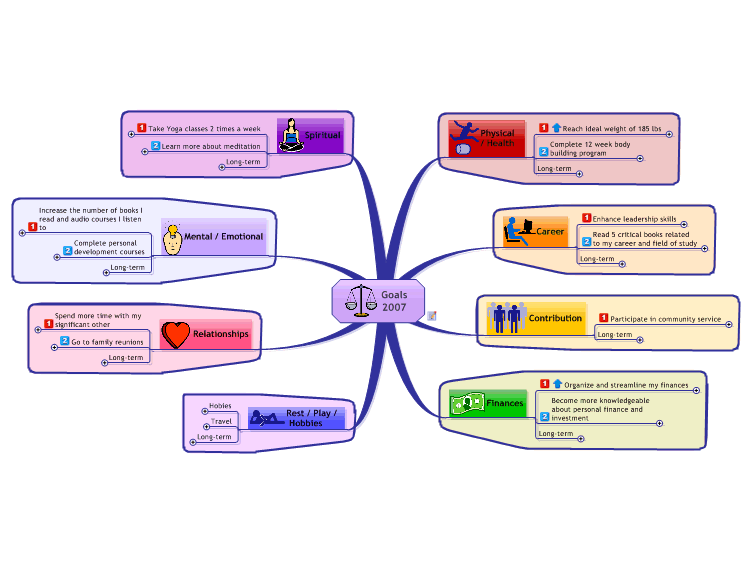 Goals
2007
Spiritual
1 Take Yoga classes 2 times a week
2 Learn more about meditation
Long-term
Mental / Emotional
Increase the number of books I
read and audio courses I listen
1 to
Complete personal
2 development courses
Long-term
Relationships
Spend more time with my
1 significant other
2 Go to family reunions
Long-term
Rest / Play /
Hobbies
Hobies
Travel
Long-term
Physical
/ Health
1 Reach ideal weight of 185 lbs
Complete 12 week body
2 building program
Long-term
Career
1 Enhance leadership skills
Read 5 critical books related
2 to my career and field of study
Long-term
Contribution
1 Participate in community service
Long-term
Finances
1 Organize and streamline my finances
Become more knowledgeable
about personal finance and
2 investment
Long-term